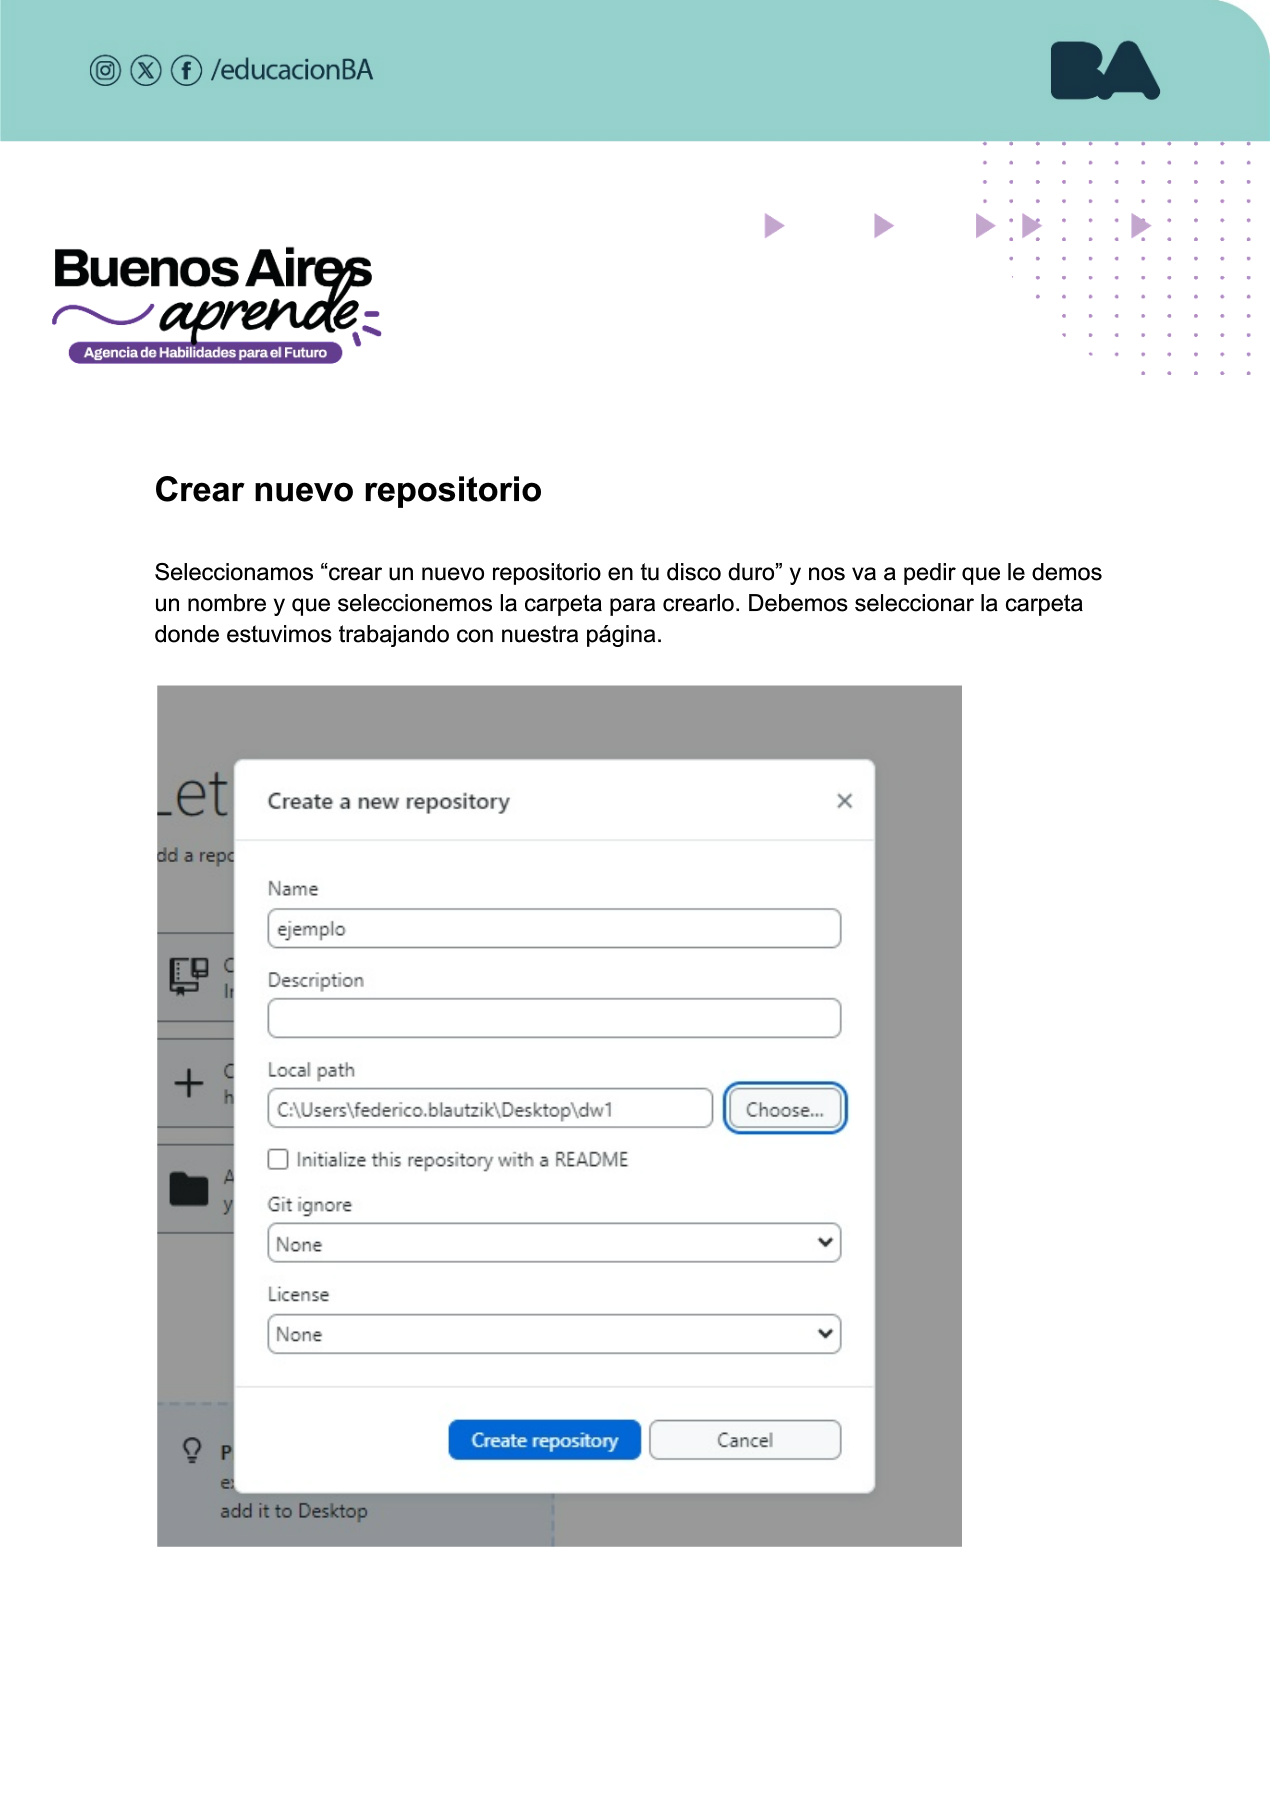 /educacionBA
BA
Buenos Aires
aprende
Agencia de Habilidades para el Futuro
Crear nuevo repositorio
Seleccionamos “crear un nuevo repositorio en tu disco duro” y nos va a pedir que le demos
un nombre y que seleccionemos la carpeta para crearlo. Debemos seleccionar la carpeta
donde estuvimos trabajando con nuestra página.
Let
Create a new repository
dd a repo
Name
ejemplo
Description
Local path
C:\Users\federico.blautzik\Desktop\dw1
Choose...
Initialize this repository with a README
Git ignore
None
License
None
Create repository
Cancel
add it to Desktop